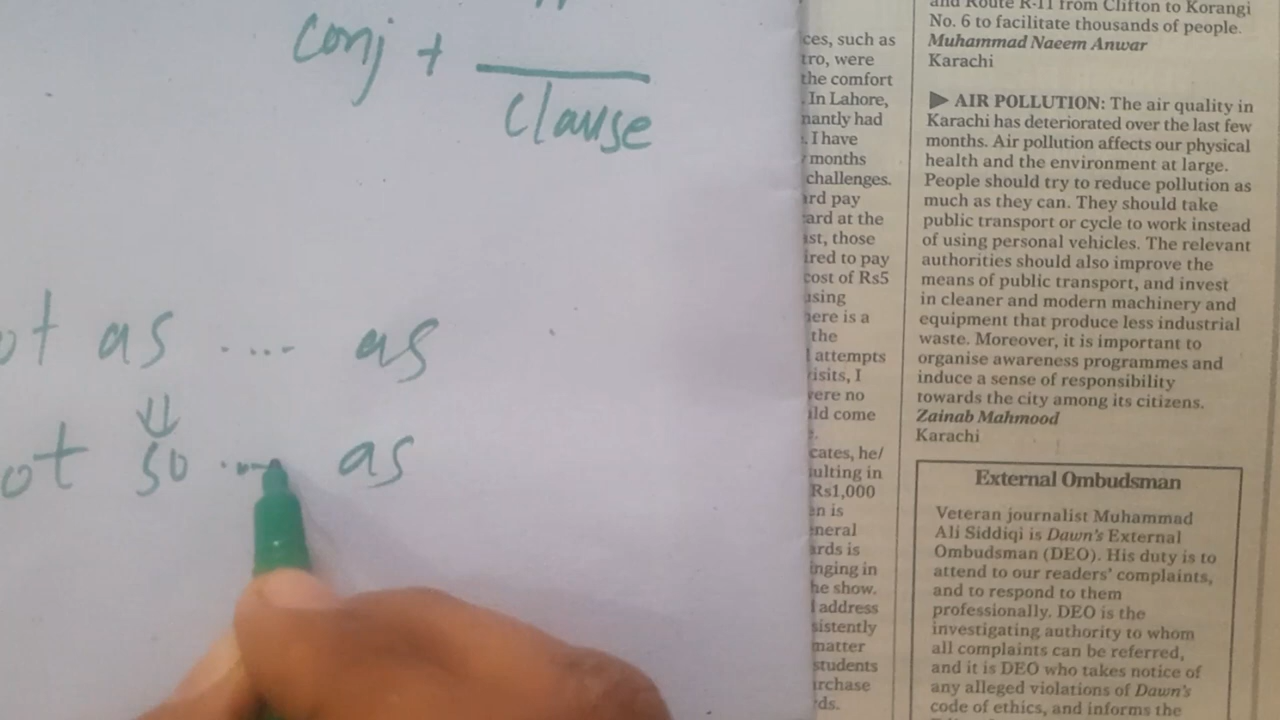 conj +
clause
ot as .... as
ot so .... as
ces, such as
tro, were
the comfort
. In Lahore,
nantly had
. I have
months
challenges.
ard pay
ard at the
ast, those
ired to pay
cost of Rs5
using
here is a
the
attempts
visits, I
were no
uld come
cates, he/
ulting in
Rs1,000
en is
eneral
ards is
inging in
he show.
address
sistently
matter
students
urchase
ds.
and Route R-11 from Clifton to Korangi
No. 6 to facilitate thousands of people.
Muhammad Naeem Anwar
Karachi
▶ AIR POLLUTION: The air quality in
Karachi has deteriorated over the last few
months. Air pollution affects our physical
health and the environment at large.
People should try to reduce pollution as
much as they can. They should take
public transport or cycle to work instead
of using personal vehicles. The relevant
authorities should also improve the
means of public transport, and invest
in cleaner and modern machinery and
equipment that produce less industrial
waste. Moreover, it is important to
organise awareness programmes and
induce a sense of responsibility
towards the city among its citizens.
Zainab Mahmood
Karachi
External Ombudsman
Veteran journalist Muhammad
Ali Siddiqi is Dawn's External
Ombudsman (DEO). His duty is to
attend to our readers' complaints,
and to respond to them
professionally. DEO is the
investigating authority to whom
all complaints can be referred,
and it is DEO who takes notice of
any alleged violations of Dawn's
code of ethics, and informs the